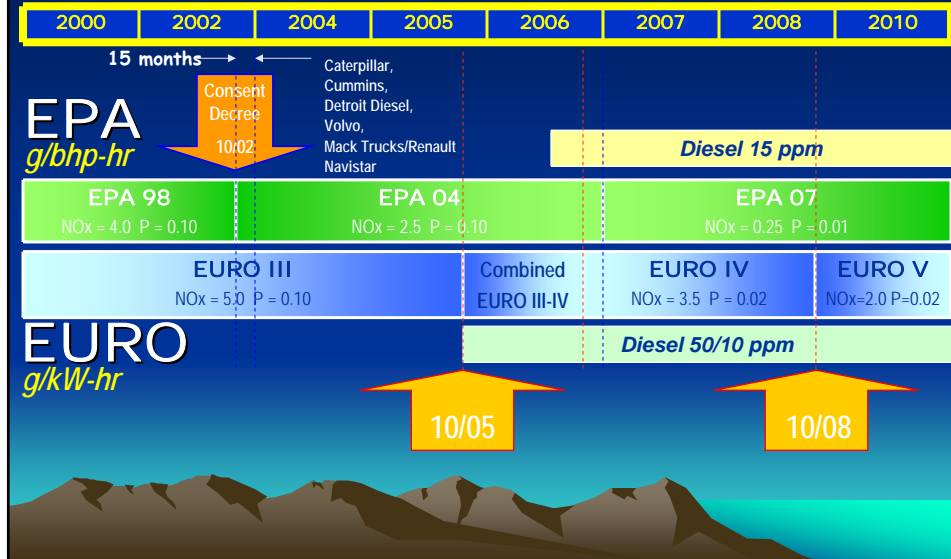 2000 2002 2004 2005 2006 2007 2008 2010
15 months
Consent
Decree
10/02
Caterpillar,
Cummins,
Detroit Diesel,
Volvo,
Mack Trucks/Renault
Navistar
EPA
g/bhp-hr
Diesel 15 ppm
EPA 98 EPA 04 EPA 07
NOx = 4.0 P = 0.10 NOx = 2.5 P = 0.10 NOx = 0.25 P = 0.01
EURO III Combined EURO IV EURO V
NOx = 5.0 P = 0.10 EURO III-IV NOx = 3.5 P = 0.02 NOx=2.0 P=0.02
EURO
g/kW-hr
Diesel 50/10 ppm
10/05 10/08